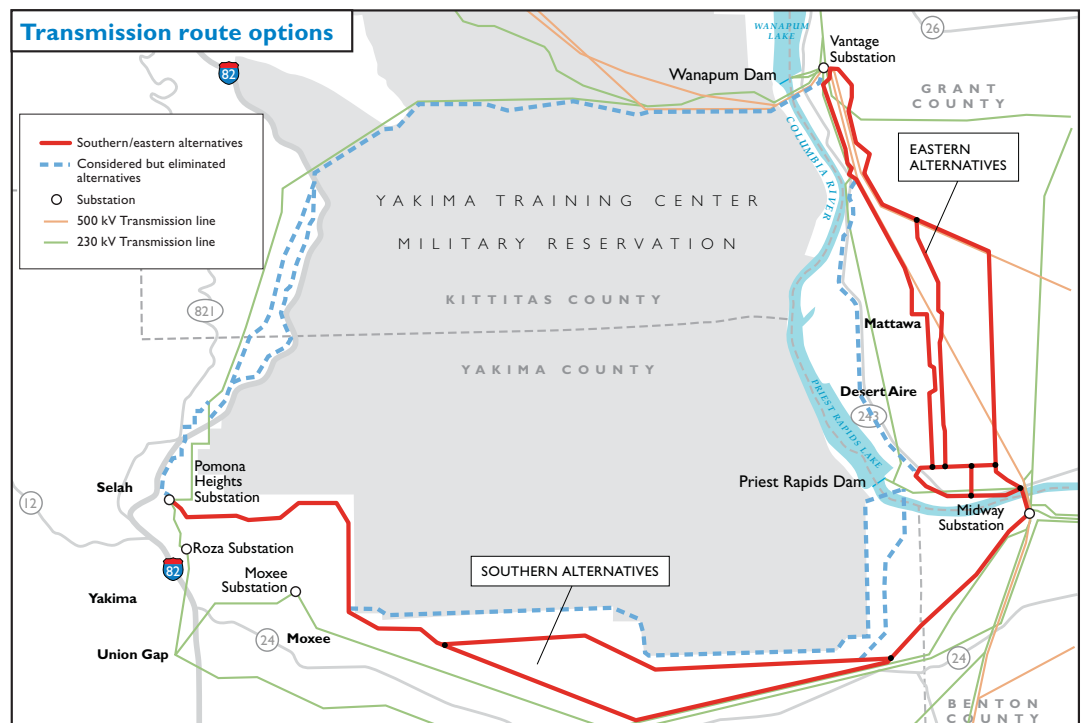 Transmission route options
82
Southern/eastern alternatives
Considered but eliminated
alternatives
Substation
500 kV Transmission line
230 kV Transmission line
WANAPUM
LAKE
26
Vantage
Substation
Wanapum Dam
GRANT
COUNTY
COLUMBIA RIVER
EASTERN
ALTERNATIVES
YAKIMA TRAINING CENTER
MILITARY RESERVATION
KITTITAS COUNTY
821
Mattawa
YAKIMA COUNTY
Desert Aire
243
PRIEST RAPIDS LAKE
Pomona
Heights
Substation
Selah
Priest Rapids Dam
12
Midway
Substation
Roza Substation
82
Moxee
Substation
SOUTHERN ALTERNATIVES
Yakima
24
Moxee
Union Gap
24
BENTON
COUNTY